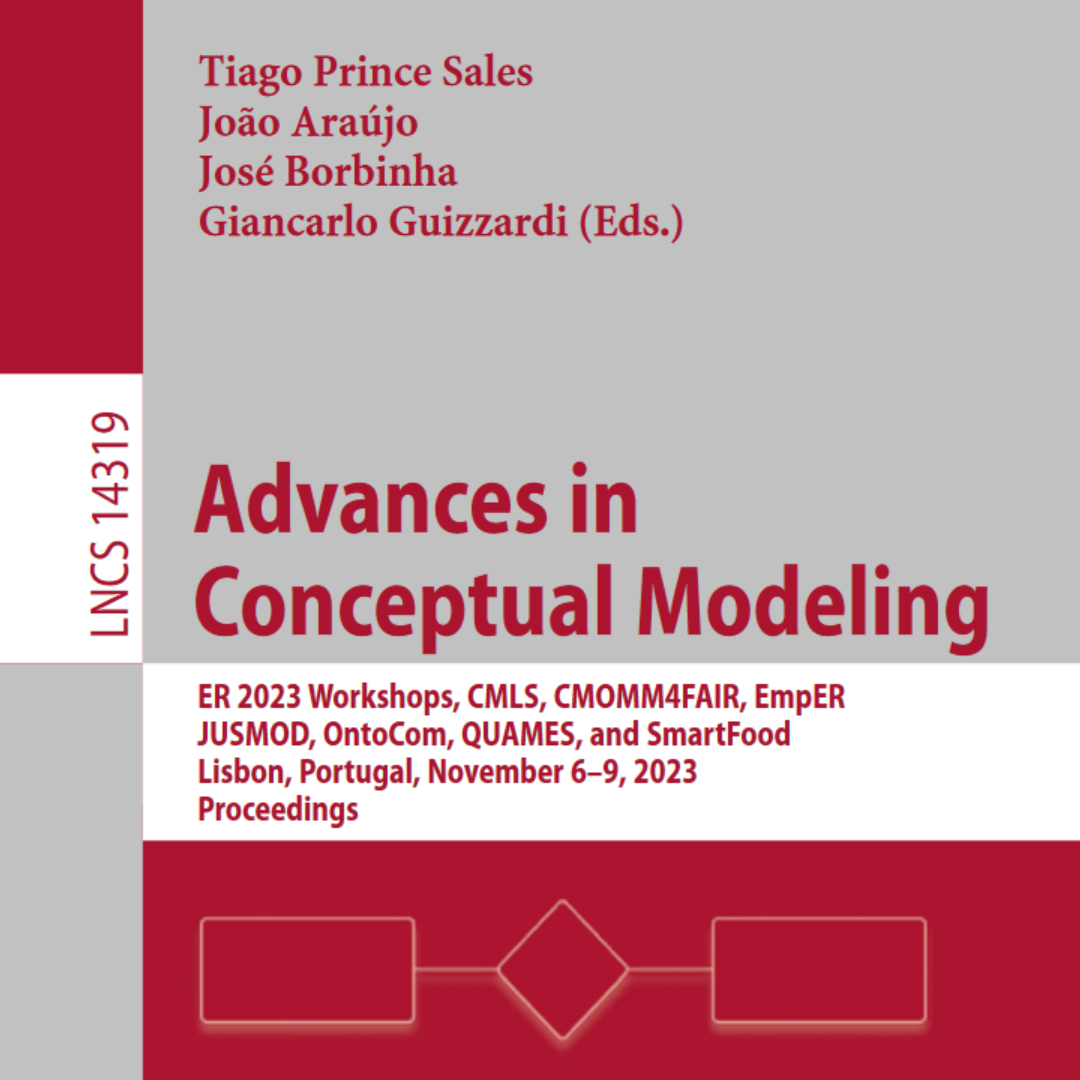 Tiago Prince Sales
João Araújo
José Borbinha
Giancarlo Guizzardi (Eds.)
LNCS 14319
Advances in
Conceptual Modeling
ER 2023 Workshops, CMLS, CMOMM4FAIR, EmpER
JUSMOD, OntoCom, QUAMES, and SmartFood
Lisbon, Portugal, November 6–9, 2023
Proceedings